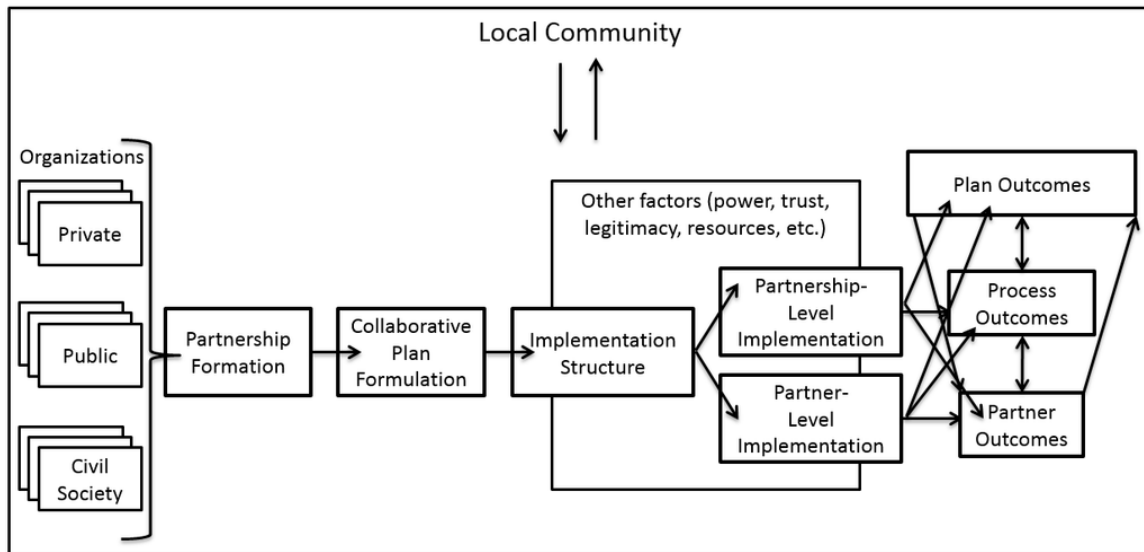 Local Community
Organizations
Private
Public
Civil
Society
Partnership
Formation
Collaborative
Plan
Formulation
Implementation
Structure
Other factors (power, trust,
legitimacy, resources, etc.)
Partnership-
Level
Implementation
Partner-
Level
Implementation
Plan Outcomes
Process
Outcomes
Partner
Outcomes